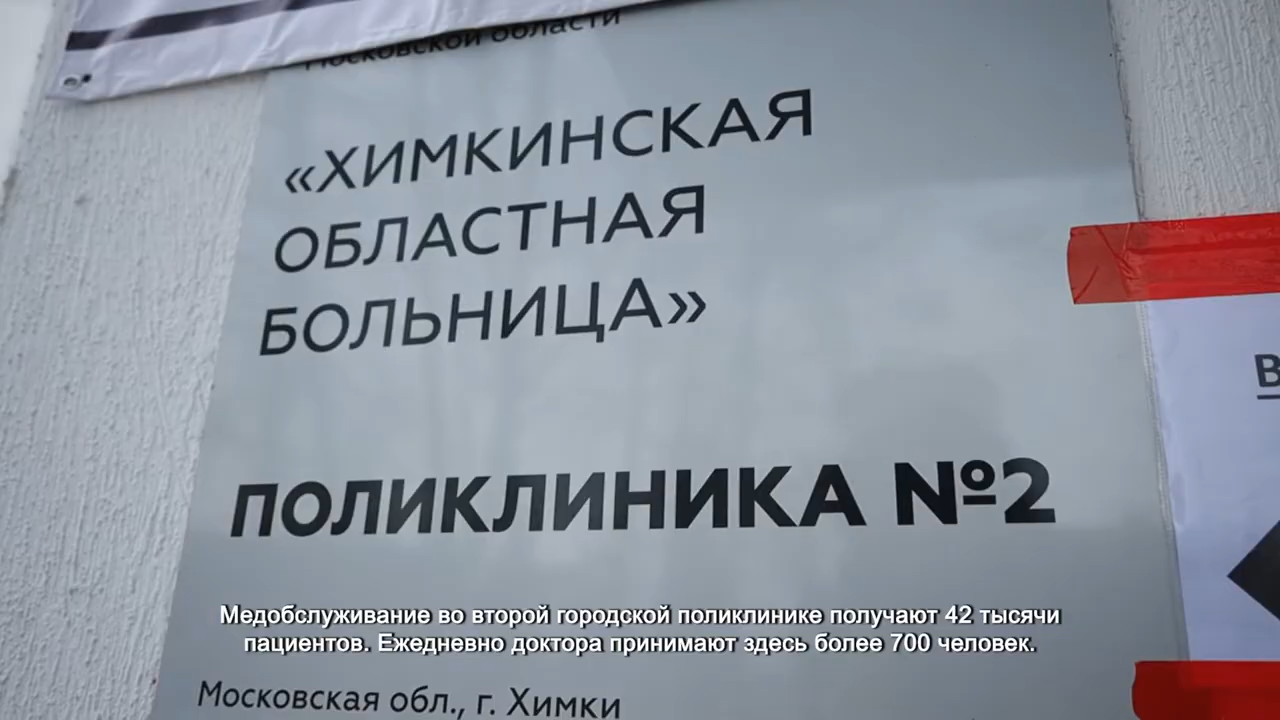 Московской области
«ХИМКИНСКАЯ
ОБЛАСТНАЯ
БОЛЬНИЦА»
ПОЛИКЛИНИКА №2
Медобслуживание во второй городской поликлинике получают 42 тысячи
пациентов. Ежедневно доктора принимают здесь более 700 человек.
Московская обл., г. Химки